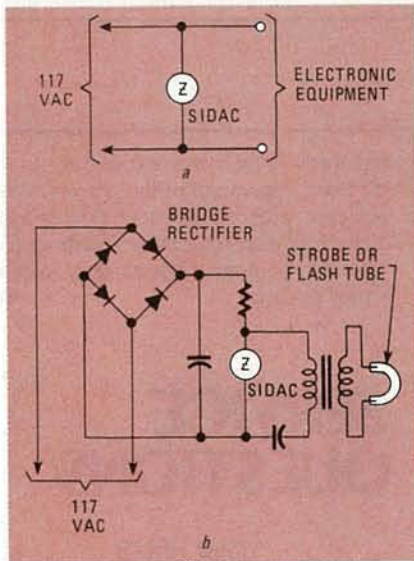 117
VAC
Z
SIDAC
ELECTRONIC
EQUIPMENT
a
BRIDGE
RECTIFIER
STROBE OR
FLASH TUBE
Z
SIDAC
117
VAC
b